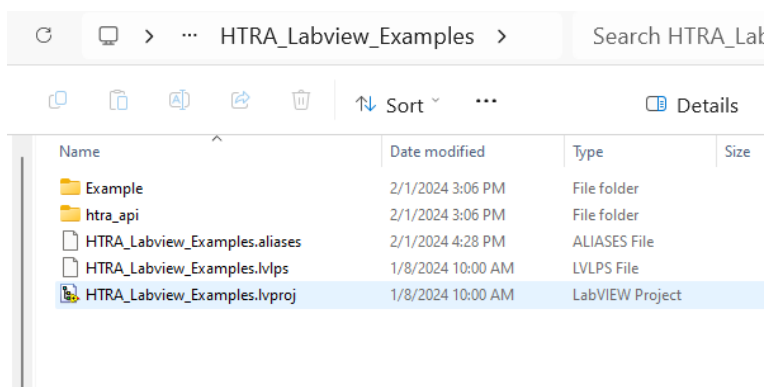 ··· HTRA_Labview_Examples Search HTRA_Lab
Sort ··· Details
Name Date modified Type Size
Example 2/1/2024 3:06 PM File folder
htra_api 2/1/2024 3:06 PM File folder
HTRA_Labview_Examples.aliases 2/1/2024 4:28 PM ALIASES File
HTRA_Labview_Examples.lvlps 1/8/2024 10:00 AM LVLPS File
HTRA_Labview_Examples.lvproj 1/8/2024 10:00 AM LabVIEW Project